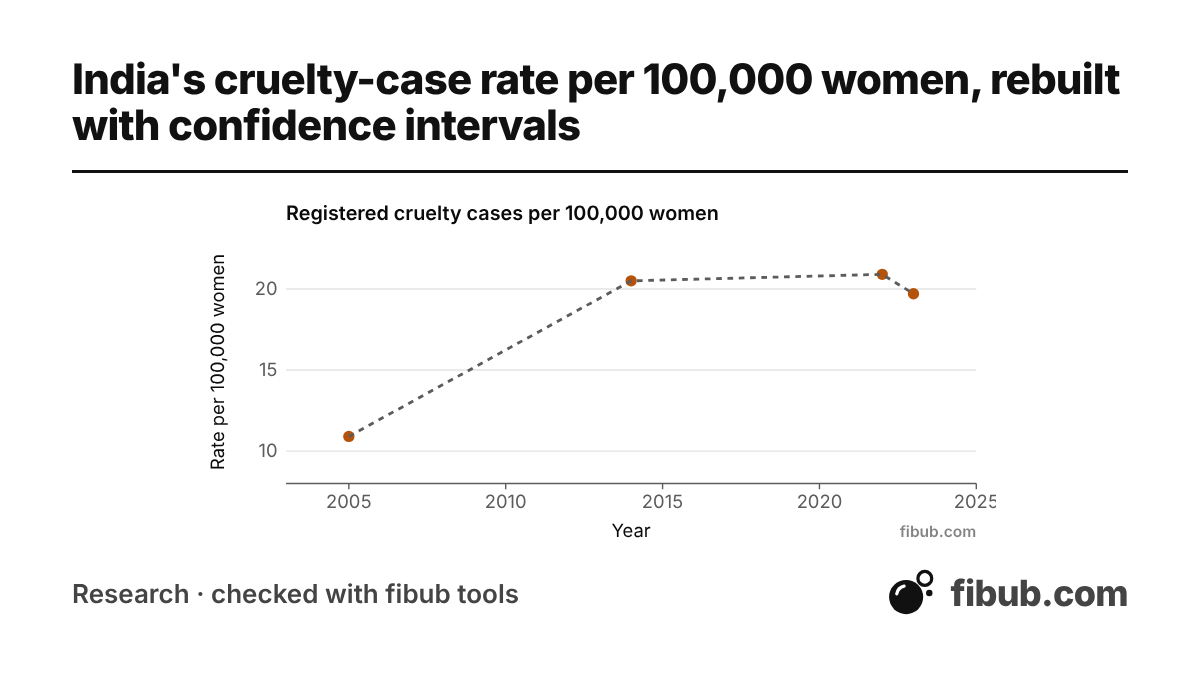 India's cruelty-case rate per 100,000 women, rebuilt
with confidence intervals
Registered cruelty cases per 100,000 women
Rate per 100,000 women
20
15
10
2005 2010 2015 2020 2025
Year
fibub.com
Research · checked with fibub tools
fibub.com